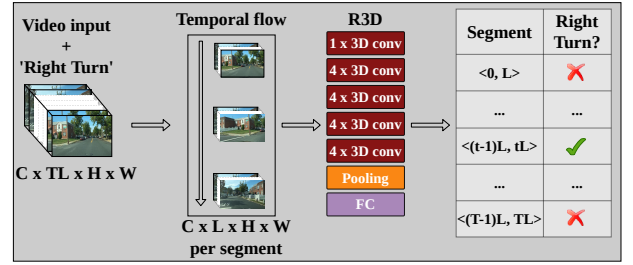 Video input
+
'Right Turn'
C x TL x H x W
Temporal flow
C x L x H x W
per segment
R3D
1 x 3D conv
4 x 3D conv
4 x 3D conv
4 x 3D conv
4 x 3D conv
Pooling
FC
Segment Right Turn?
<0, L>
... ...
<(t-1)L, tL>
... ...
<(T-1)L, TL>